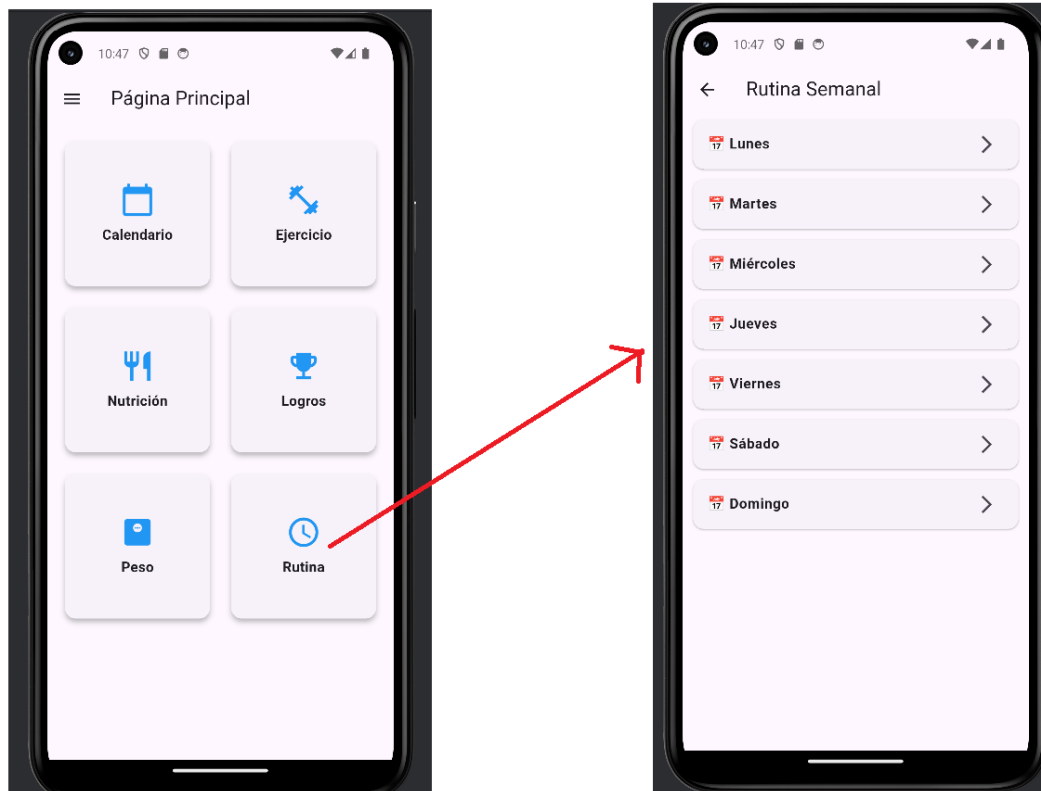 10:47
Página Principal
Calendario
Ejercicio
Nutrición
Logros
Peso
Rutina
10:47
Rutina Semanal
17 Lunes
17 Martes
17 Miércoles
17 Jueves
17 Viernes
17 Sábado
17 Domingo